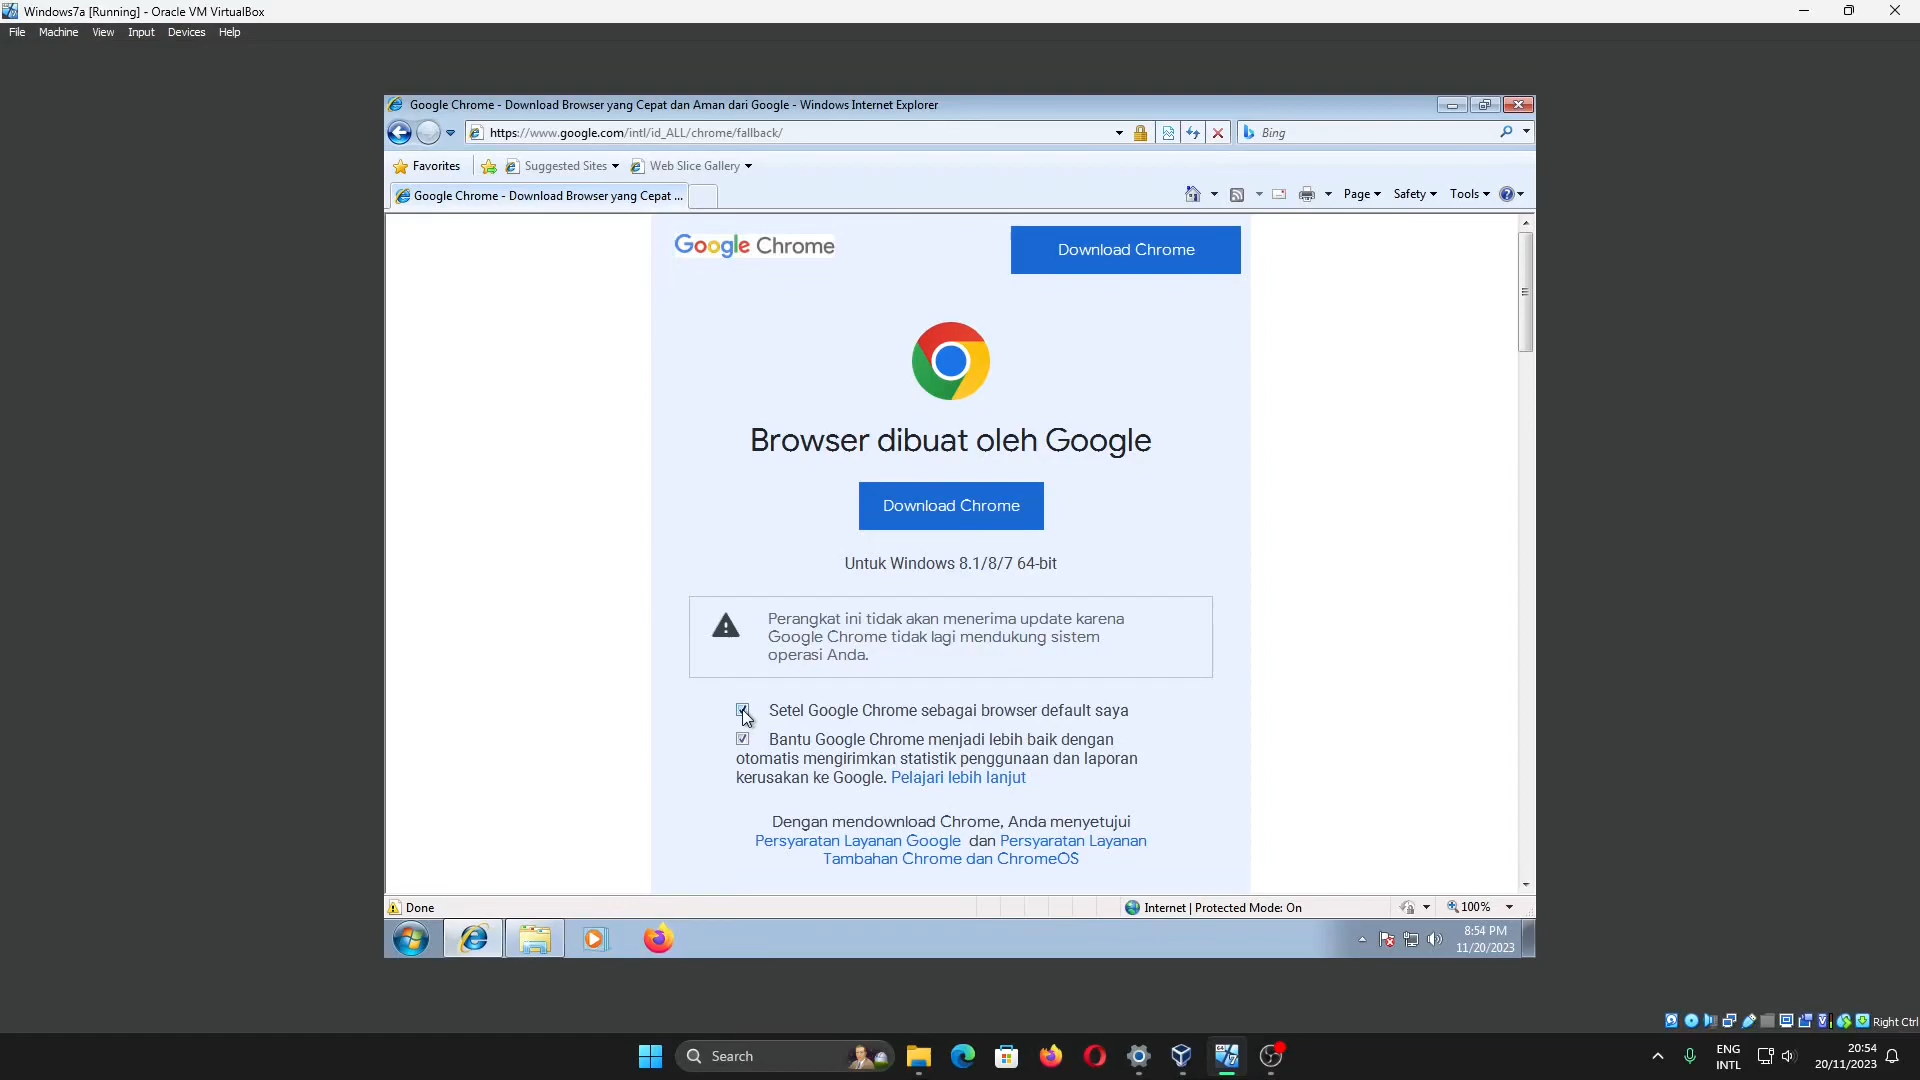 Windows7a [Running] - Oracle VM VirtualBox
File Machine View Input Devices Help
Google Chrome - Download Browser yang Cepat dan Aman dari Google - Windows Internet Explorer
https://www.google.com/intl/id_ALL/chrome/fallback/
Bing
Favorites Suggested Sites Web Slice Gallery
Google Chrome - Download Browser yang Cepat ...
Page Safety Tools
Google Chrome
Download Chrome
Browser dibuat oleh Google
Download Chrome
Untuk Windows 8.1/8/7 64-bit
Perangkat ini tidak akan menerima update karena
Google Chrome tidak lagi mendukung sistem
operasi Anda.
Setel Google Chrome sebagai browser default saya
Bantu Google Chrome menjadi lebih baik dengan
otomatis mengirimkan statistik penggunaan dan laporan
kerusakan ke Google. Pelajari lebih lanjut
Dengan mendownload Chrome, Anda menyetujui
Persyaratan Layanan Google dan Persyaratan Layanan
Tambahan Chrome dan ChromeOS
Done
Internet | Protected Mode: On
100%
8:54 PM
11/20/2023
Right Ctrl
Search
ENG
INTL
20:54
20/11/2023